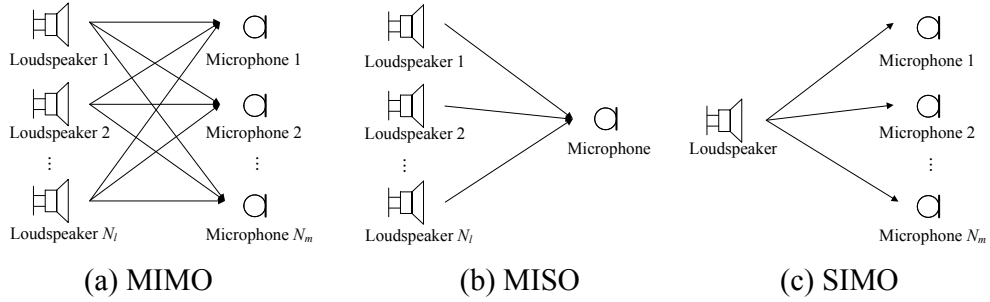 Loudspeaker 1
Microphone 1
Loudspeaker 2
Microphone 2
⋮
⋮
Loudspeaker Nl
Microphone Nm
(a) MIMO
Loudspeaker 1
Loudspeaker 2
Microphone
⋮
Loudspeaker Nl
(b) MISO
Microphone 1
Microphone 2
Loudspeaker
⋮
Microphone Nm
(c) SIMO